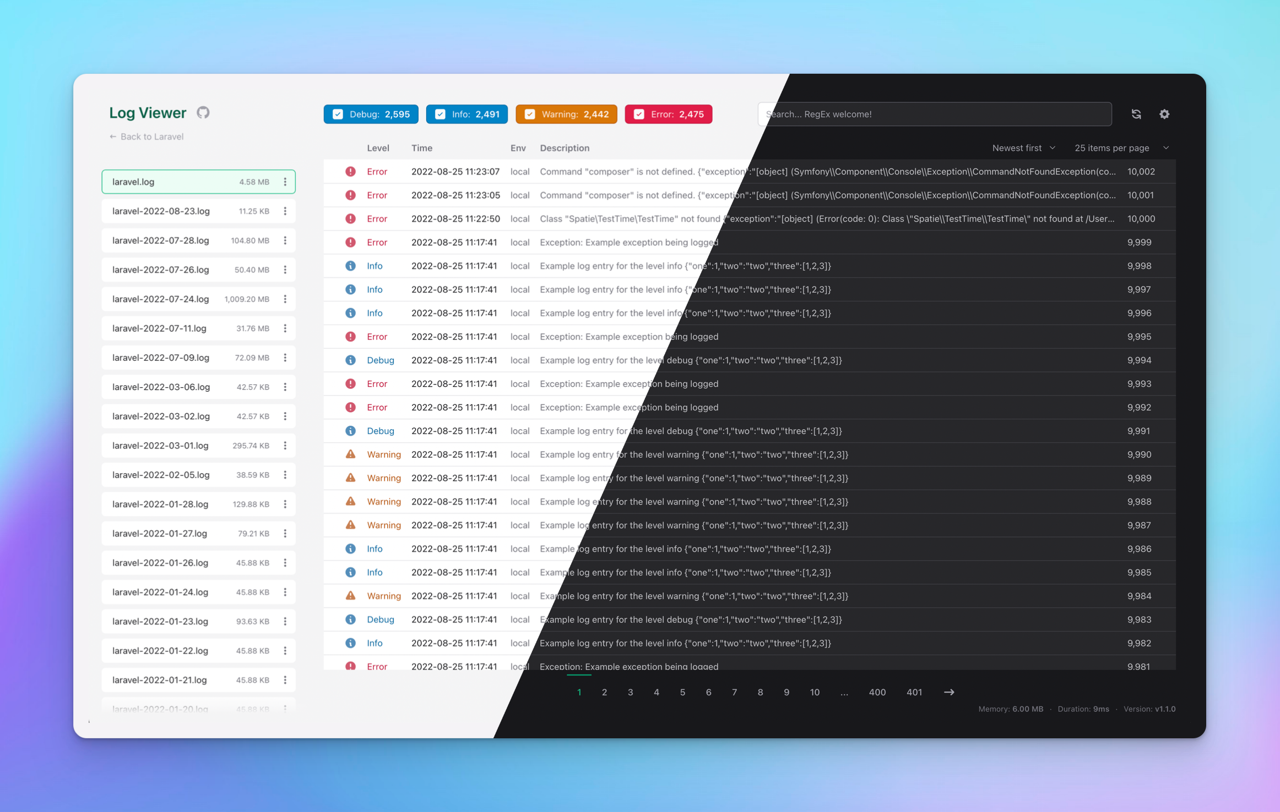 Log Viewer
← Back to Laravel
laravel.log 4.58 MB
laravel-2022-08-23.log 11.25 KB
laravel-2022-07-28.log 104.80 MB
laravel-2022-07-26.log 50.40 MB
laravel-2022-07-24.log 1,009.20 MB
laravel-2022-07-11.log 31.76 MB
laravel-2022-07-09.log 72.09 MB
laravel-2022-03-06.log 42.57 KB
laravel-2022-03-02.log 42.57 KB
laravel-2022-03-01.log 295.74 KB
laravel-2022-02-05.log 38.59 KB
laravel-2022-01-28.log 129.88 KB
laravel-2022-01-27.log 79.21 KB
laravel-2022-01-26.log 45.88 KB
laravel-2022-01-24.log 45.88 KB
laravel-2022-01-23.log 93.63 KB
laravel-2022-01-22.log 45.88 KB
laravel-2022-01-21.log 45.88 KB
laravel-2022-01-20.log 45.88 KB
Debug: 2,595 Info: 2,491 Warning: 2,442 Error: 2,475 Search... RegEx welcome!
Level Time Env Description Newest first 25 items per page
Error 2022-08-25 11:23:07 local Command "composer" is not defined. {"exception":"[object] (Symfony\\Component\\Console\\Exception\\CommandNotFoundException(co... 10,002
Error 2022-08-25 11:23:05 local Command "composer" is not defined. {"exception":"[object] (Symfony\\Component\\Console\\Exception\\CommandNotFoundException(co... 10,001
Error 2022-08-25 11:22:50 local Class "Spatie\TestTime\TestTime" not found {"exception":"[object] (Error(code: 0): Class \"Spatie\\TestTime\\TestTime\" not found at /User... 10,000
Error 2022-08-25 11:17:41 local Exception: Example exception being logged 9,999
Info 2022-08-25 11:17:41 local Example log entry for the level info {"one":1,"two":"two","three":[1,2,3]} 9,998
Info 2022-08-25 11:17:41 local Example log entry for the level info {"one":1,"two":"two","three":[1,2,3]} 9,997
Info 2022-08-25 11:17:41 local Example log entry for the level info {"one":1,"two":"two","three":[1,2,3]} 9,996
Error 2022-08-25 11:17:41 local Exception: Example exception being logged 9,995
Debug 2022-08-25 11:17:41 local Example log entry for the level debug {"one":1,"two":"two","three":[1,2,3]} 9,994
Error 2022-08-25 11:17:41 local Exception: Example exception being logged 9,993
Error 2022-08-25 11:17:41 local Exception: Example exception being logged 9,992
Debug 2022-08-25 11:17:41 local Example log entry for the level debug {"one":1,"two":"two","three":[1,2,3]} 9,991
Warning 2022-08-25 11:17:41 local Example log entry for the level warning {"one":1,"two":"two","three":[1,2,3]} 9,990
Warning 2022-08-25 11:17:41 local Example log entry for the level warning {"one":1,"two":"two","three":[1,2,3]} 9,989
Warning 2022-08-25 11:17:41 local Example log entry for the level warning {"one":1,"two":"two","three":[1,2,3]} 9,988
Warning 2022-08-25 11:17:41 local Example log entry for the level warning {"one":1,"two":"two","three":[1,2,3]} 9,987
Info 2022-08-25 11:17:41 local Example log entry for the level info {"one":1,"two":"two","three":[1,2,3]} 9,986
Info 2022-08-25 11:17:41 local Example log entry for the level info {"one":1,"two":"two","three":[1,2,3]} 9,985
Warning 2022-08-25 11:17:41 local Example log entry for the level warning {"one":1,"two":"two","three":[1,2,3]} 9,984
Debug 2022-08-25 11:17:41 local Example log entry for the level debug {"one":1,"two":"two","three":[1,2,3]} 9,983
Info 2022-08-25 11:17:41 local Example log entry for the level info {"one":1,"two":"two","three":[1,2,3]} 9,982
Error 2022-08-25 11:17:41 local Exception: Example exception being logged 9,981
1 2 3 4 5 6 7 8 9 10 ... 400 401 →
Memory: 6.00 MB · Duration: 9ms · Version: v1.1.0